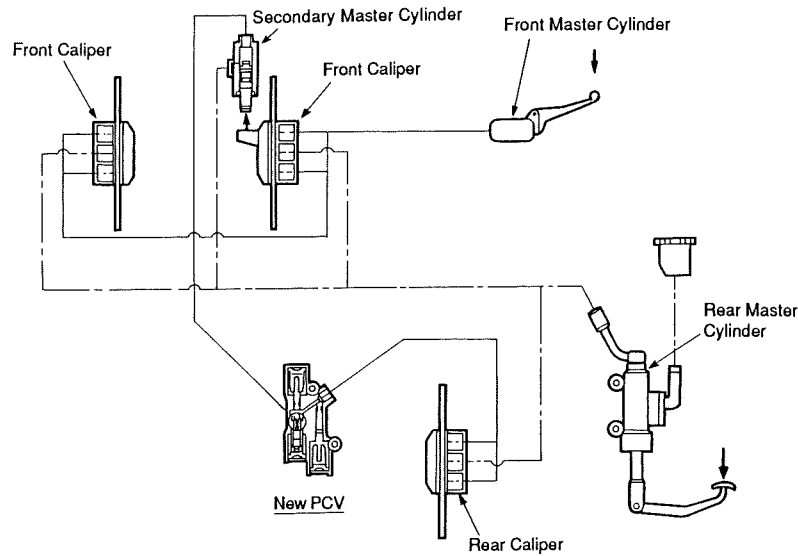 Secondary Master Cylinder
Front Master Cylinder
Front Caliper
Front Caliper
Rear Master
Cylinder
New PCV
Rear Caliper